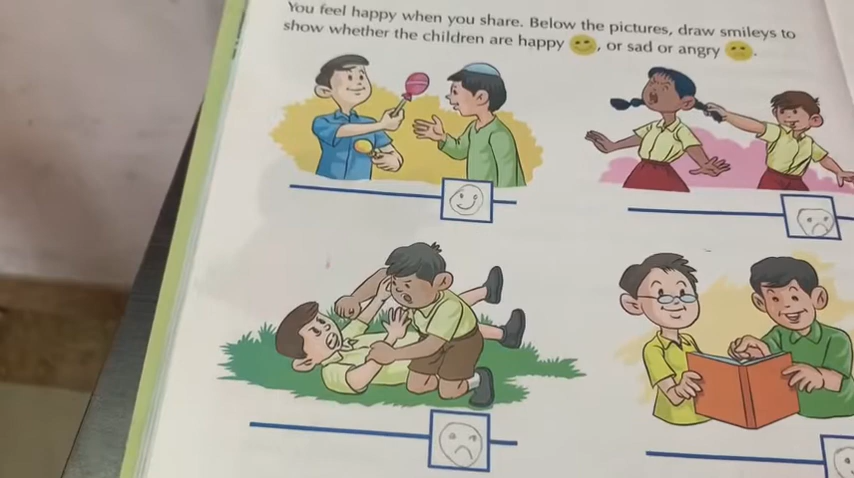 You feel happy when you share. Below the pictures, draw smileys to
show whether the children are happy , or sad or angry .